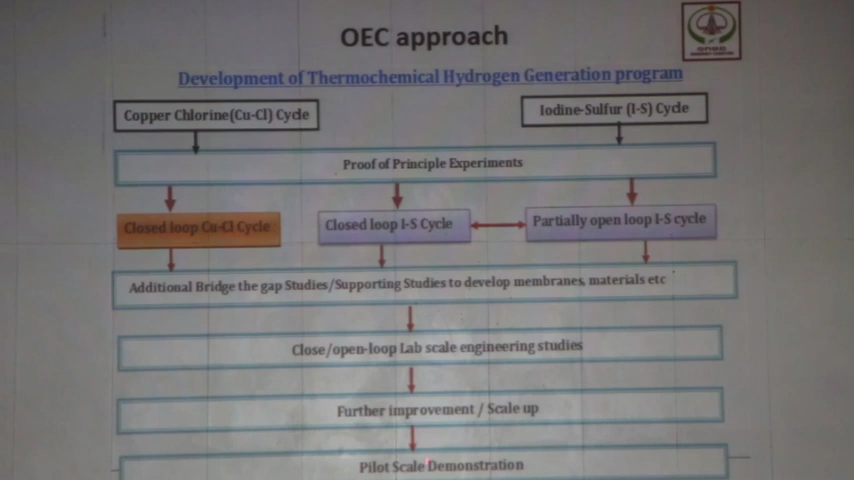 OEC approach
Development of Thermochemical Hydrogen Generation program
Copper Chlorine(Cu-Cl) Cycle
Iodine-Sulfur (I-S) Cycle
Proof of Principle Experiments
Closed loop Cu-Cl Cycle
Closed loop I-S Cycle
Partially open loop I-S cycle
Additional Bridge the gap Studies/Supporting Studies to develop membranes, materials etc
Close/open-loop Lab scale engineering studies
Further improvement / Scale up
Pilot Scale Demonstration